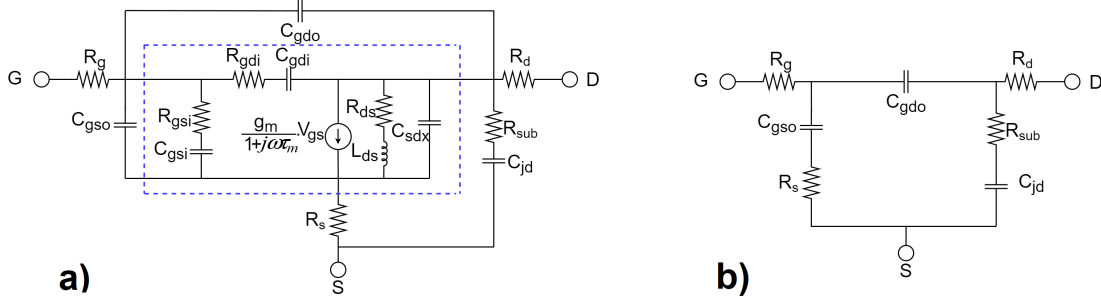 C_gdo
R_gdi C_gdi
G R_g R_d D
R_gsi R_ds
C_gso C_sdx R_sub
g_m/1+jωτ_m·V_gs
C_gsi L_ds C_jd
R_s
S
a)
G R_g R_d D
C_gdo
C_gso R_sub
R_s C_jd
S
b)